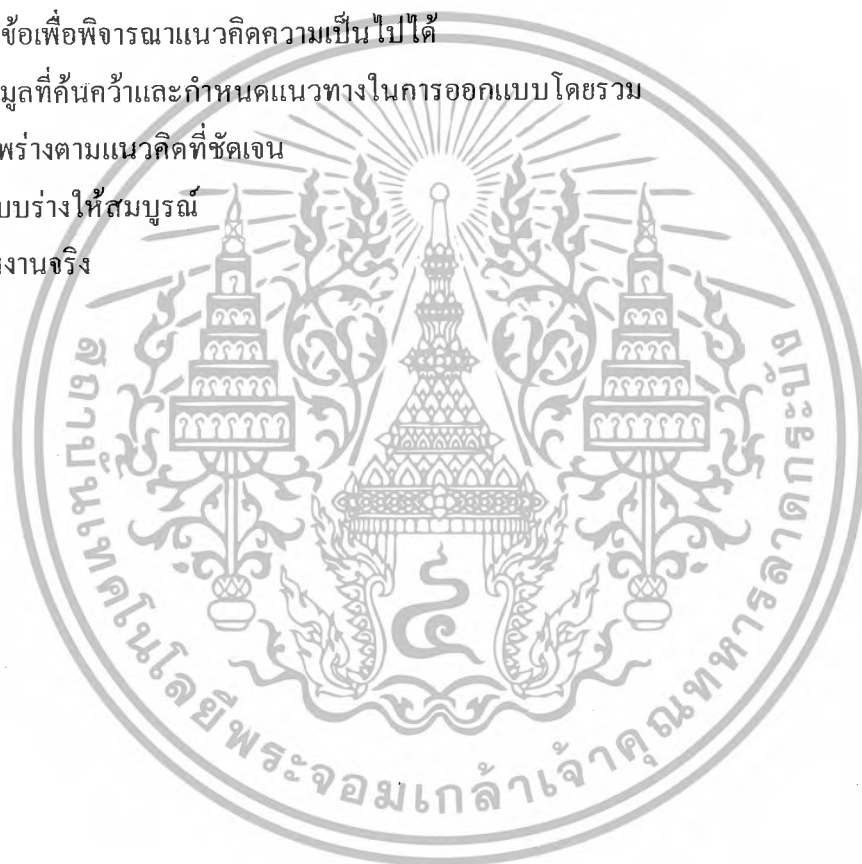 ข้อเพื่อพิจารณาแนวคิดความเป็นไปได้
มูลที่ค้นคว้าและกำหนดแนวทางในการออกแบบโดยรวม
พร่างตามแนวคิดที่ชัดเจน
บบร่างให้สมบูรณ์
งานจริง
สถาบันเทคโนโลยีพระจอมเกล้าเจ้าคุณทหารลาดกระบัง
๔